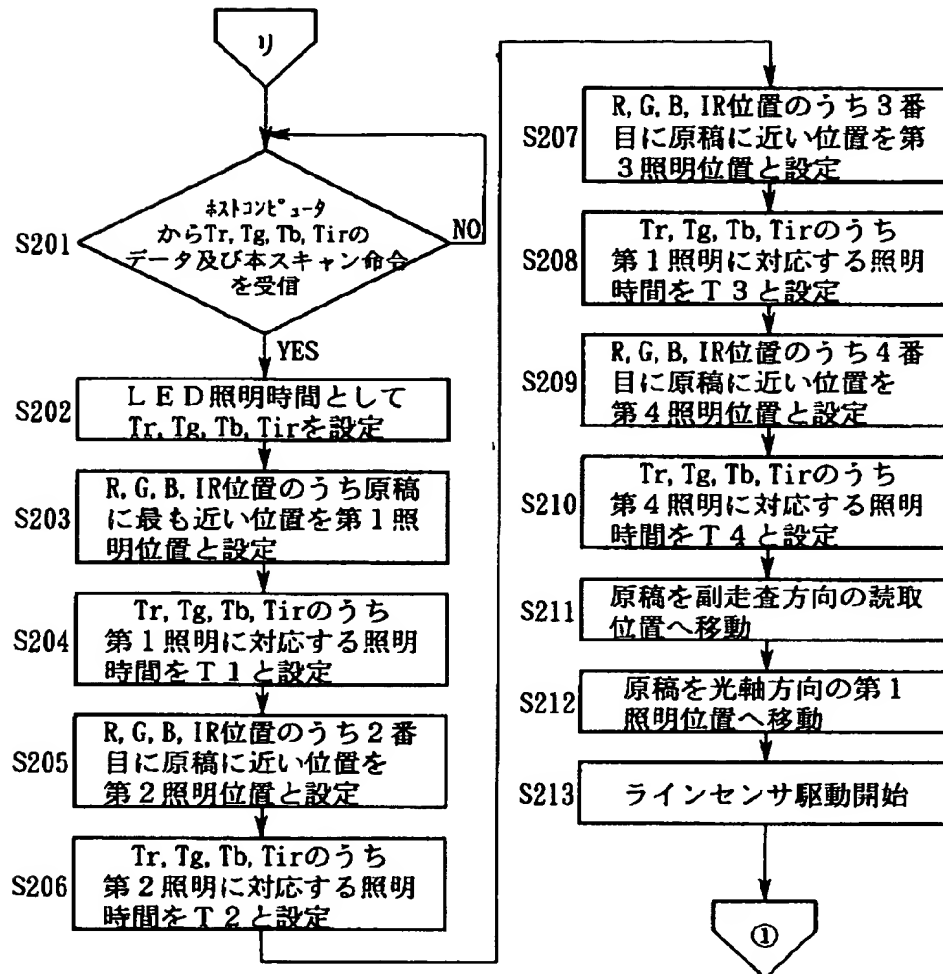 リ
S201
ホストコンピュータ
からTr, Tg, Tb, Tirの
データ及び本スキャン命令
を受信
NO
YES
S202
LED照明時間として
Tr, Tg, Tb, Tirを設定
S203
R, G, B, IR位置のうち原稿
に最も近い位置を第1照
明位置と設定
S204
Tr, Tg, Tb, Tirのうち
第1照明に対応する照明
時間をT1と設定
S205
R, G, B, IR位置のうち2番
目に原稿に近い位置を
第2照明位置と設定
S206
Tr, Tg, Tb, Tirのうち
第2照明に対応する照明
時間をT2と設定
S207
R, G, B, IR位置のうち3番
目に原稿に近い位置を第
3照明位置と設定
S208
Tr, Tg, Tb, Tirのうち
第1照明に対応する照明
時間をT3と設定
S209
R, G, B, IR位置のうち4番
目に原稿に近い位置を
第4照明位置と設定
S210
Tr, Tg, Tb, Tirのうち
第4照明に対応する照明
時間をT4と設定
S211
原稿を副走査方向の読取
位置へ移動
S212
原稿を光軸方向の第1
照明位置へ移動
S213
ラインセンサ駆動開始
①